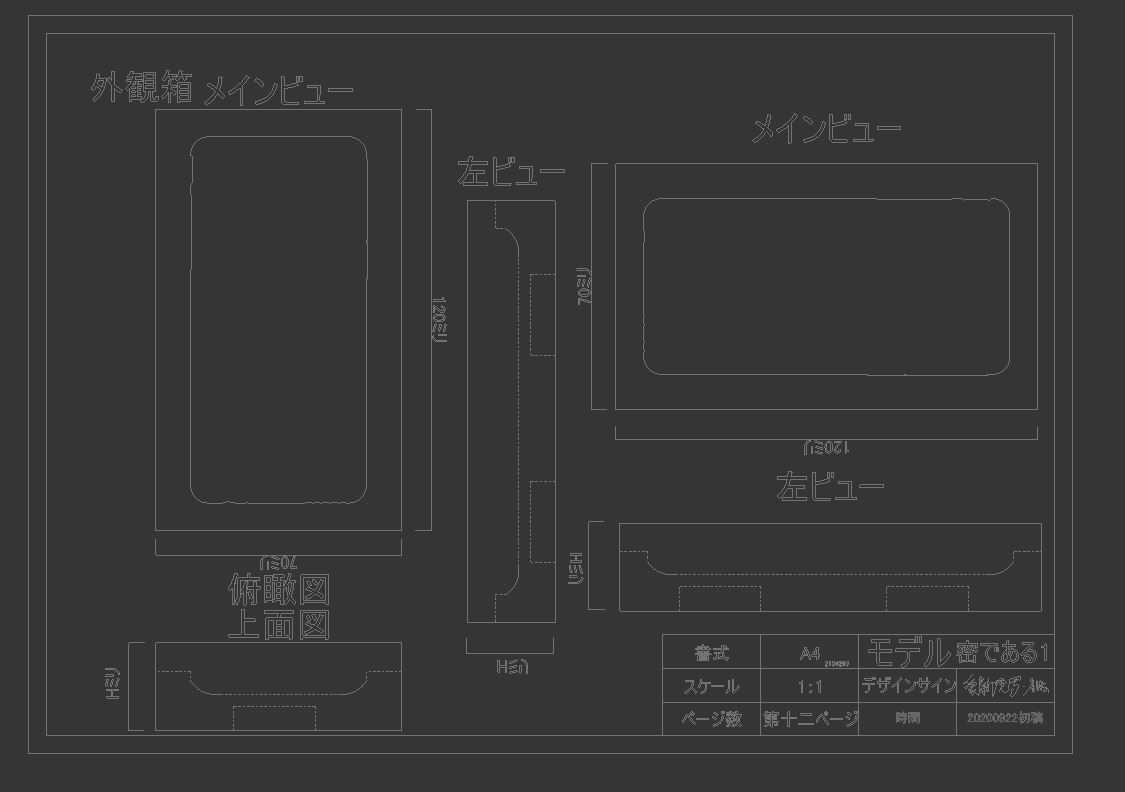 外観箱 メインビュー
120ミリ
70ミリ
左ビュー
Hミリ
メインビュー
70ミリ
120ミリ
左ビュー
Hミリ
俯瞰図
上面図
Hミリ
書式 A4 210*297 モデル 密である1
スケール 1:1 デザインサイン
ページ数 第十二ページ 時間 20200922初稿